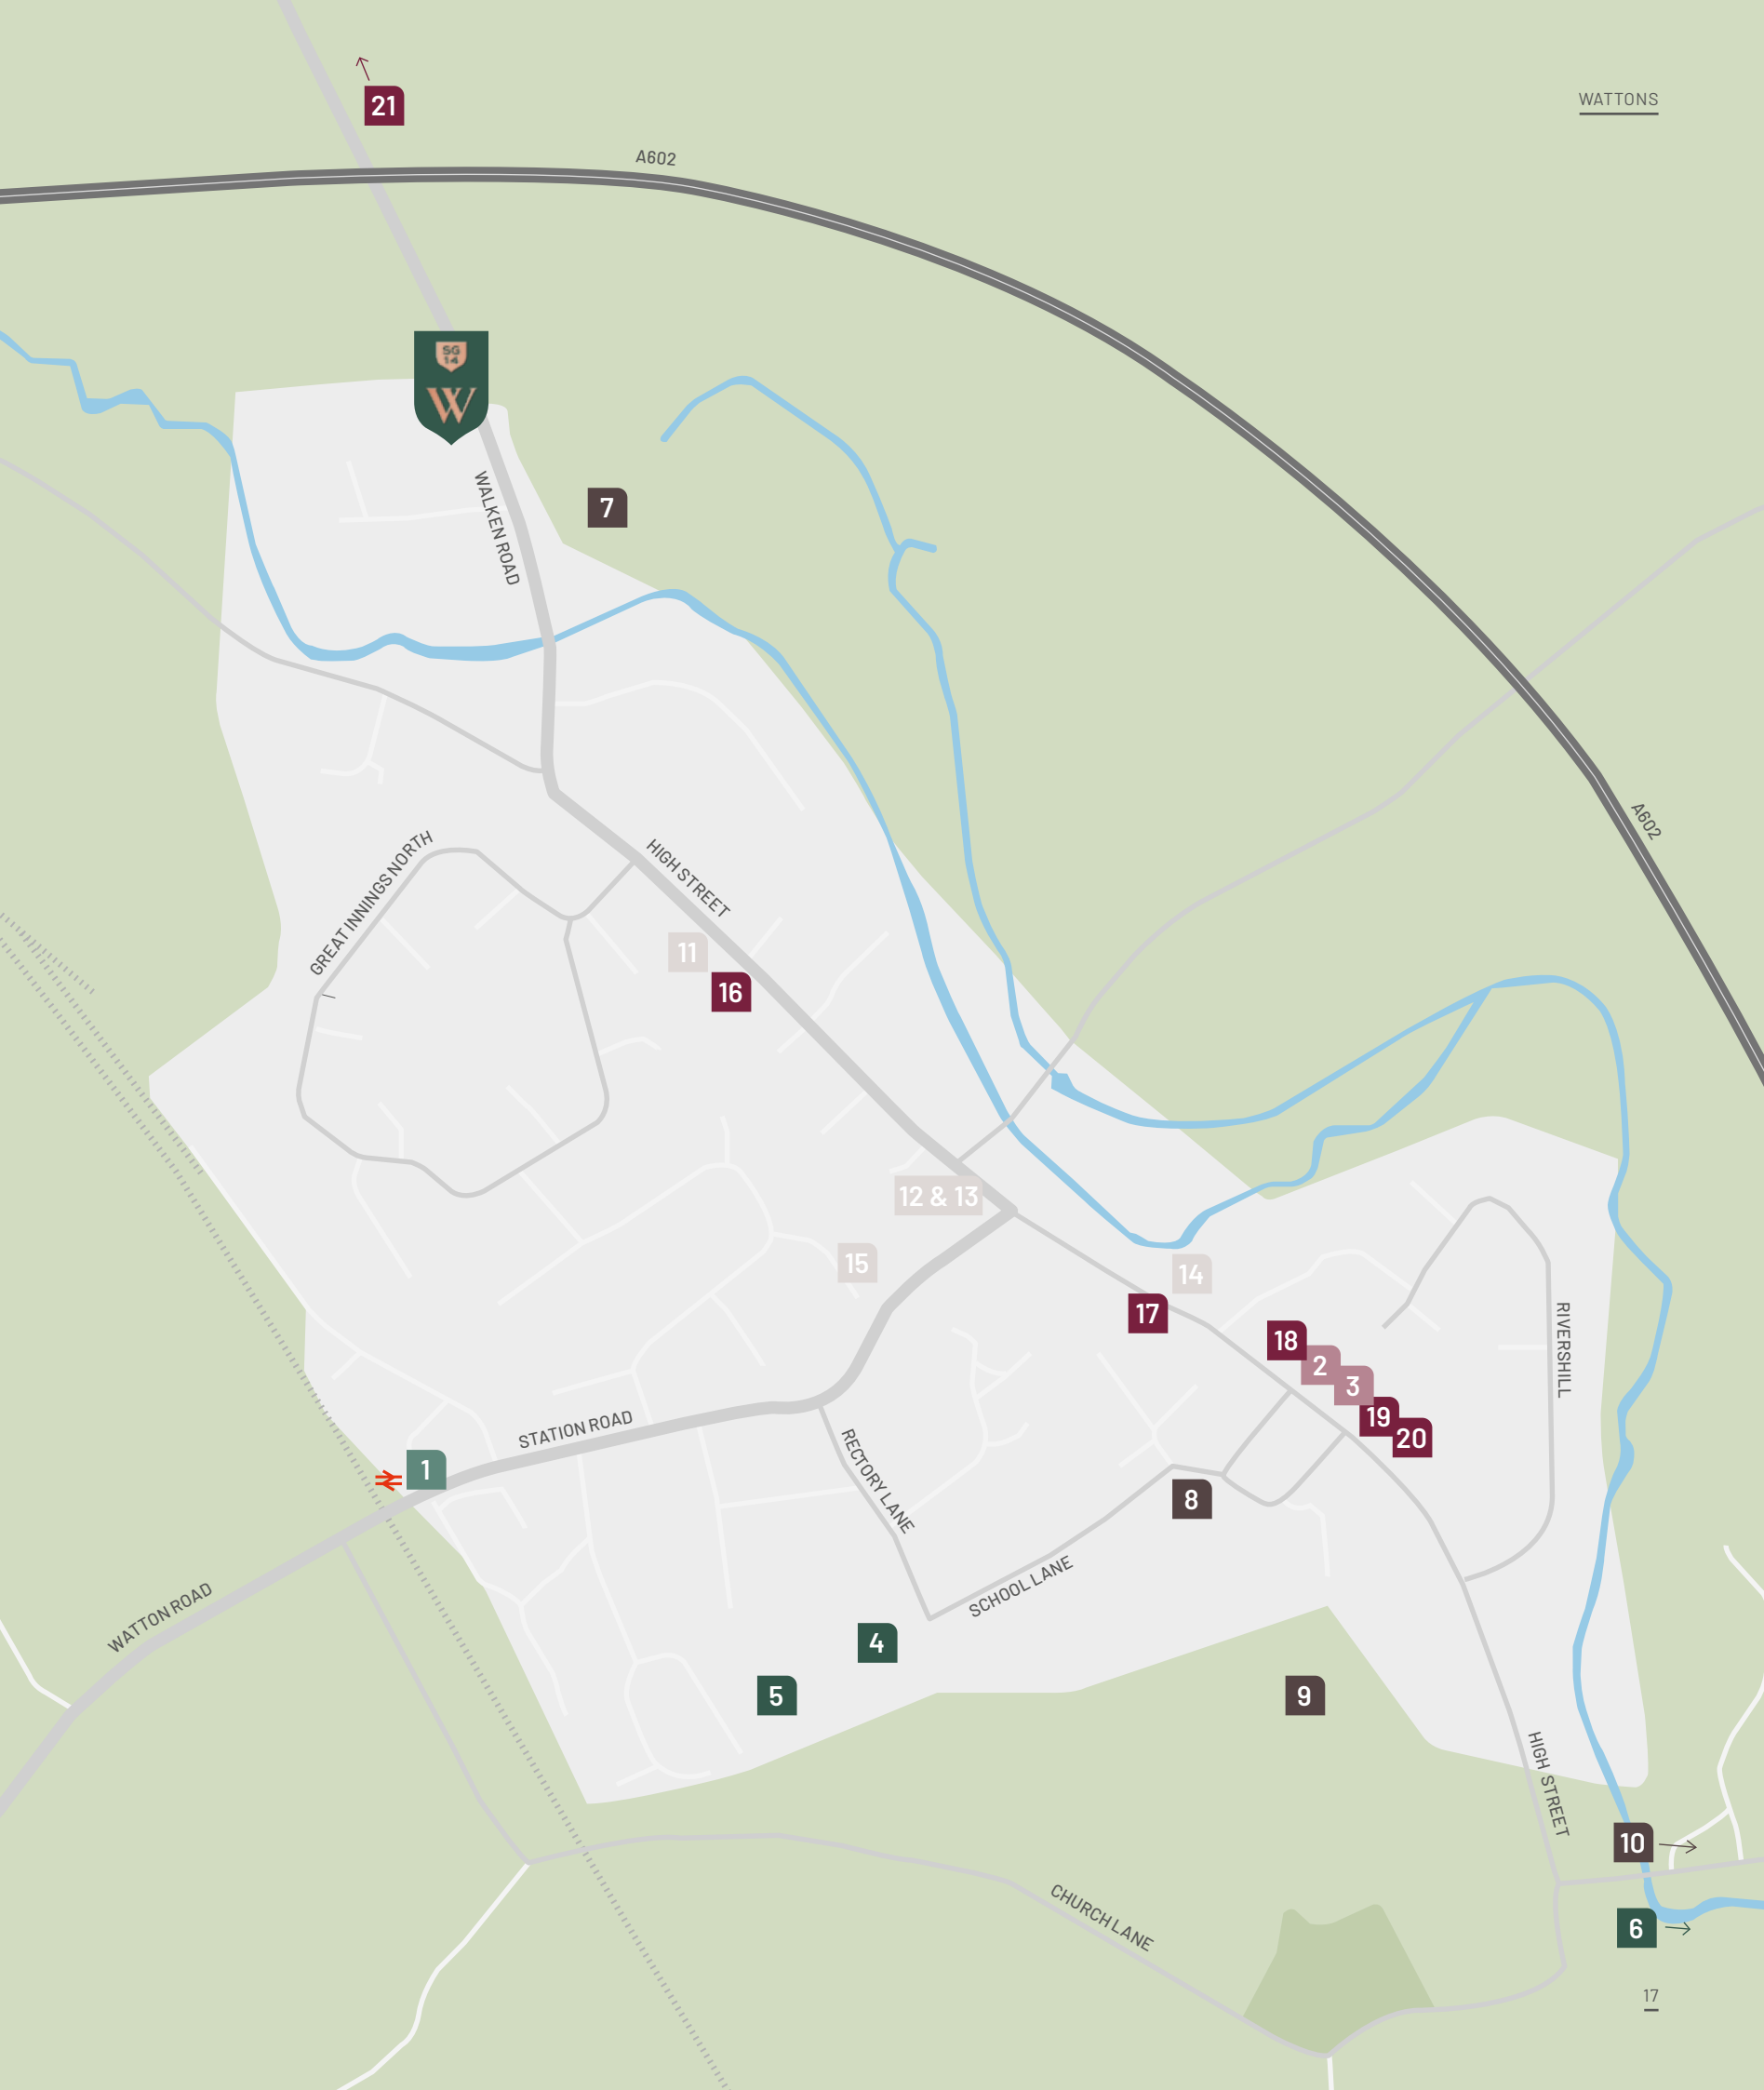 21
WATTONS
A602
SG
14
W
WALKEN ROAD
7
A602
GREAT INNINGS NORTH
HIGH STREET
11
16
12 & 13
15
14
17
18
2
3
19
20
RIVERSHILL
STATION ROAD
1
RECTORY LANE
8
SCHOOL LANE
WATTON ROAD
4
5
9
HIGH STREET
10
CHURCH LANE
6
17